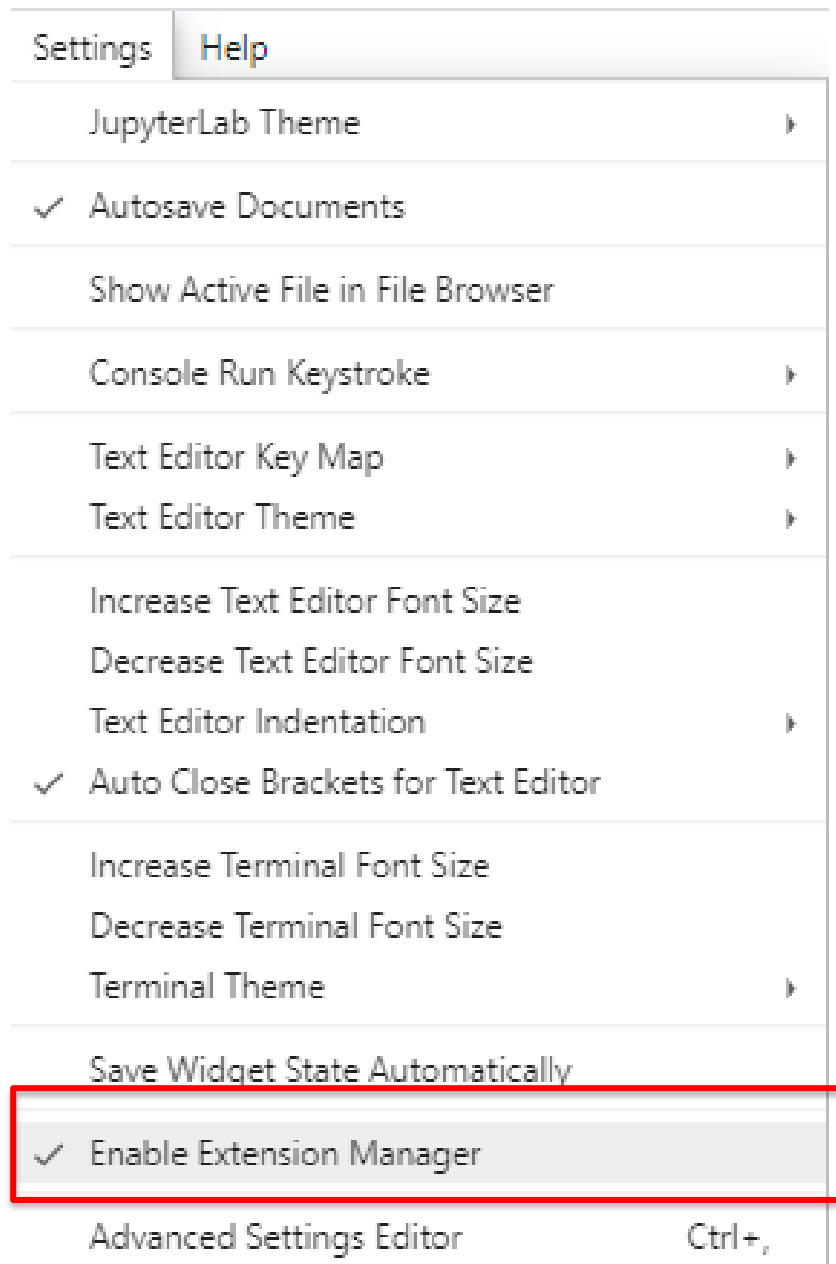 Settings Help
JupyterLab Theme
Autosave Documents
Show Active File in File Browser
Console Run Keystroke
Text Editor Key Map
Text Editor Theme
Increase Text Editor Font Size
Decrease Text Editor Font Size
Text Editor Indentation
Auto Close Brackets for Text Editor
Increase Terminal Font Size
Decrease Terminal Font Size
Terminal Theme
Save Widget State Automatically
Enable Extension Manager
Advanced Settings Editor Ctrl+,